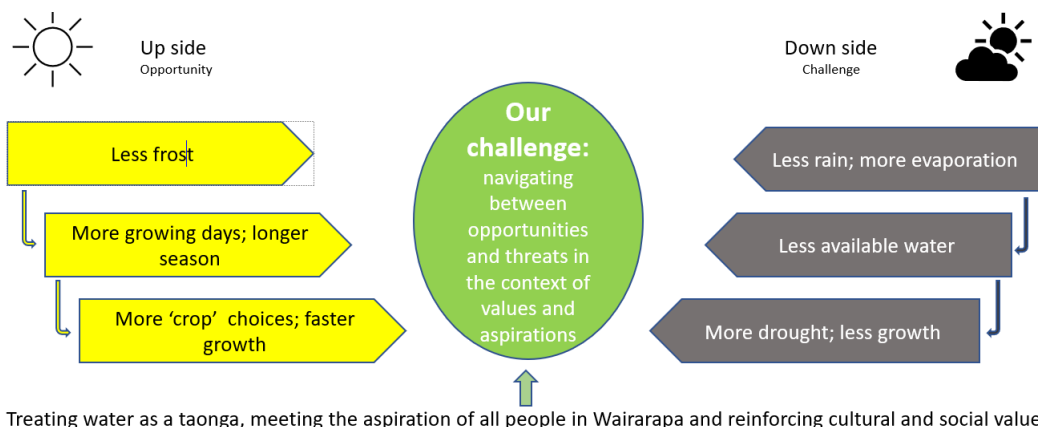 Up side
Opportunity
Down side
Challenge
Less frost
More growing days; longer
season
More ‘crop’ choices; faster
growth
Our
challenge:
navigating
between
opportunities
and threats in
the context of
values and
aspirations
Less rain; more evaporation
Less available water
More drought; less growth
Treating water as a taonga, meeting the aspiration of all people in Wairarapa and reinforcing cultural and social value